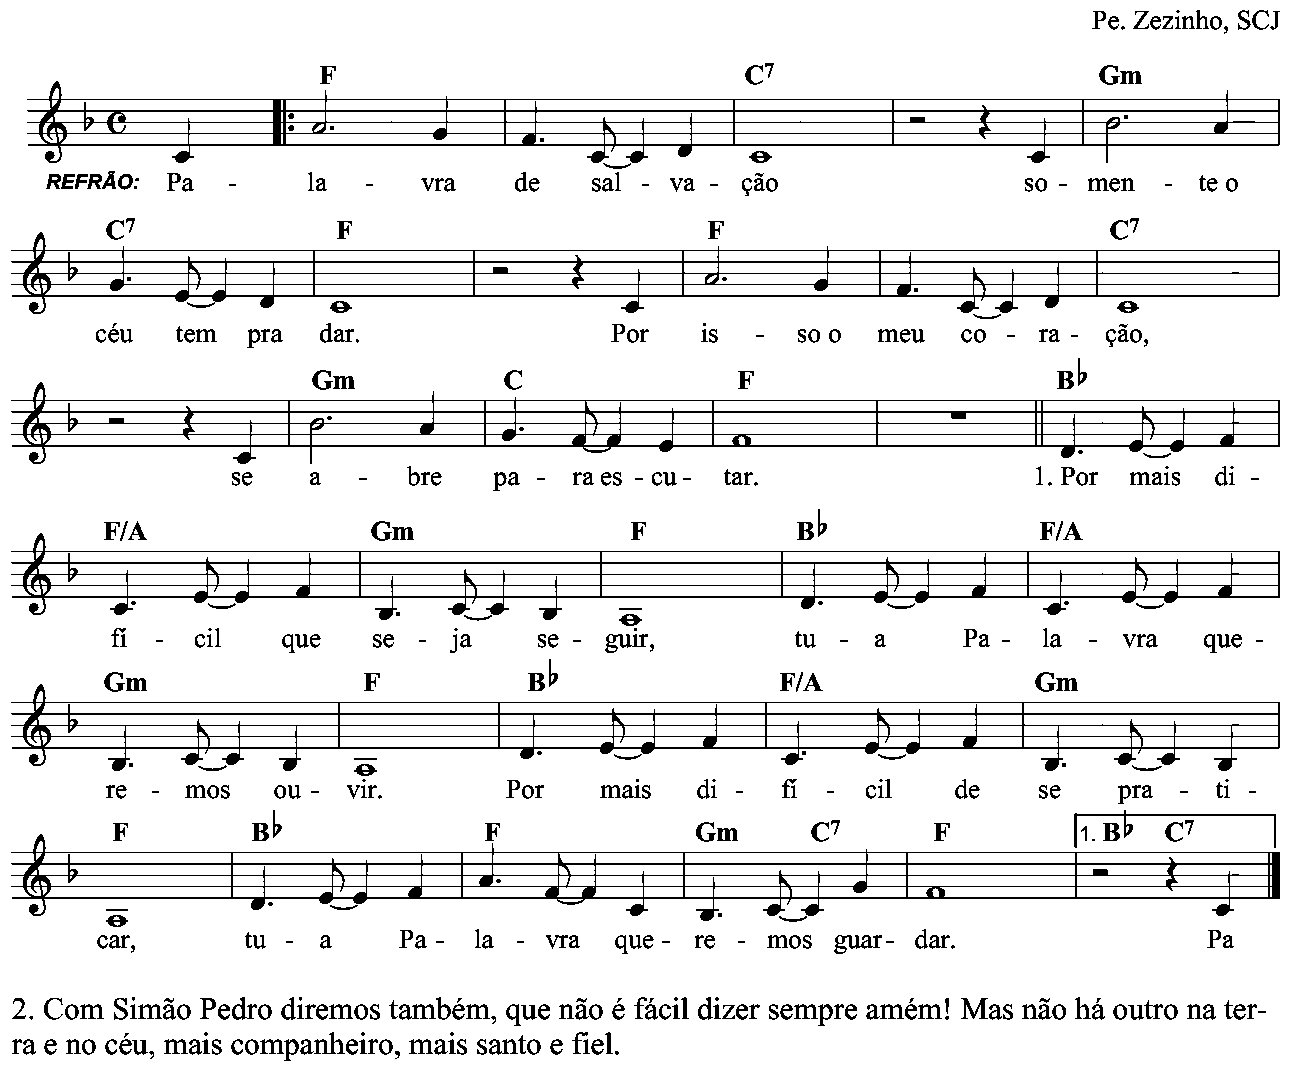 Pe. Zezinho, SCJ
F C7 Gm
REFRÃO: Pa - la - vra de sal - va - ção so - men - te o
C7 F F C7
céu tem pra dar. Por is - so o meu co - ra - ção,
Gm C F B♭
se a - bre pa - ra es - cu - tar. 1. Por mais di -
F/A Gm F B♭ F/A
fí - cil que se - ja se - guir, tu - a Pa - la - vra que -
Gm F B♭ F/A Gm
re - mos ou - vir. Por mais di - fí - cil de se pra - ti -
F B♭ F Gm C7 F 1. B♭ C7
car, tu - a Pa - la - vra que - re - mos guar - dar. Pa
2. Com Simão Pedro diremos também, que não é fácil dizer sempre amém! Mas não há outro na ter-
ra e no céu, mais companheiro, mais santo e fiel.